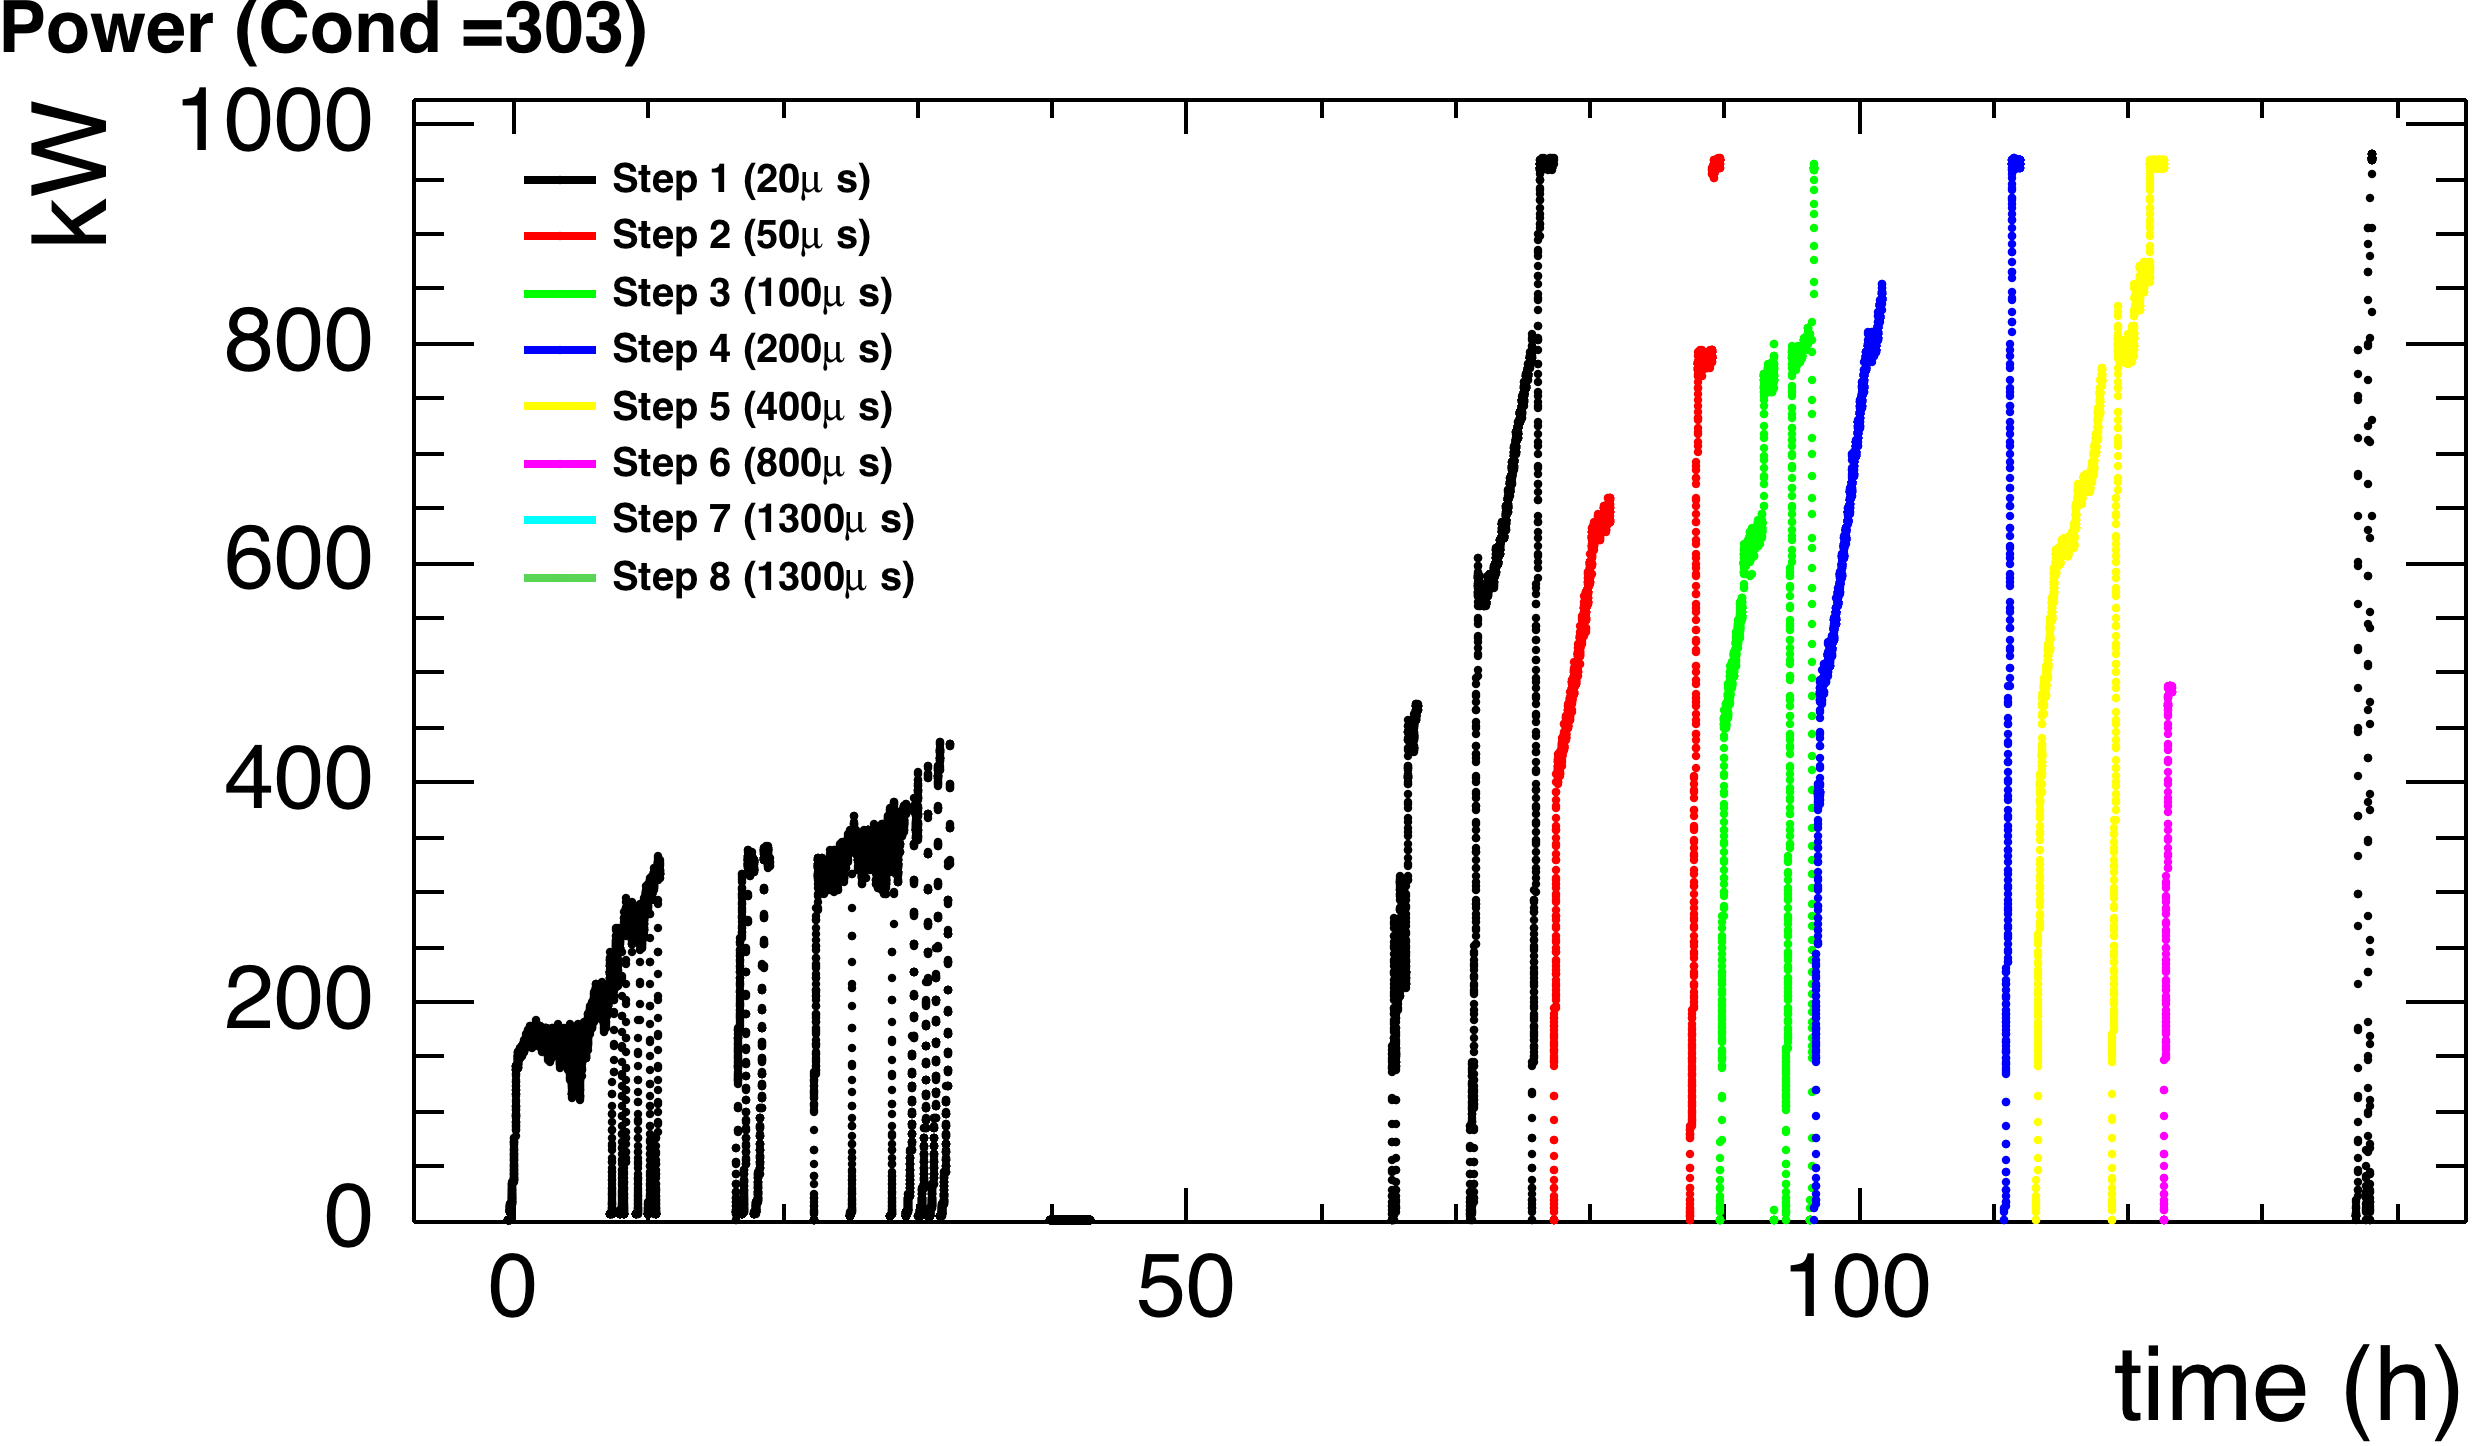 Power (Cond =303)
kW
1000
800
600
400
200
0
Step 1 (20μ s)
Step 2 (50μ s)
Step 3 (100μ s)
Step 4 (200μ s)
Step 5 (400μ s)
Step 6 (800μ s)
Step 7 (1300μ s)
Step 8 (1300μ s)
0 50 100
time (h)